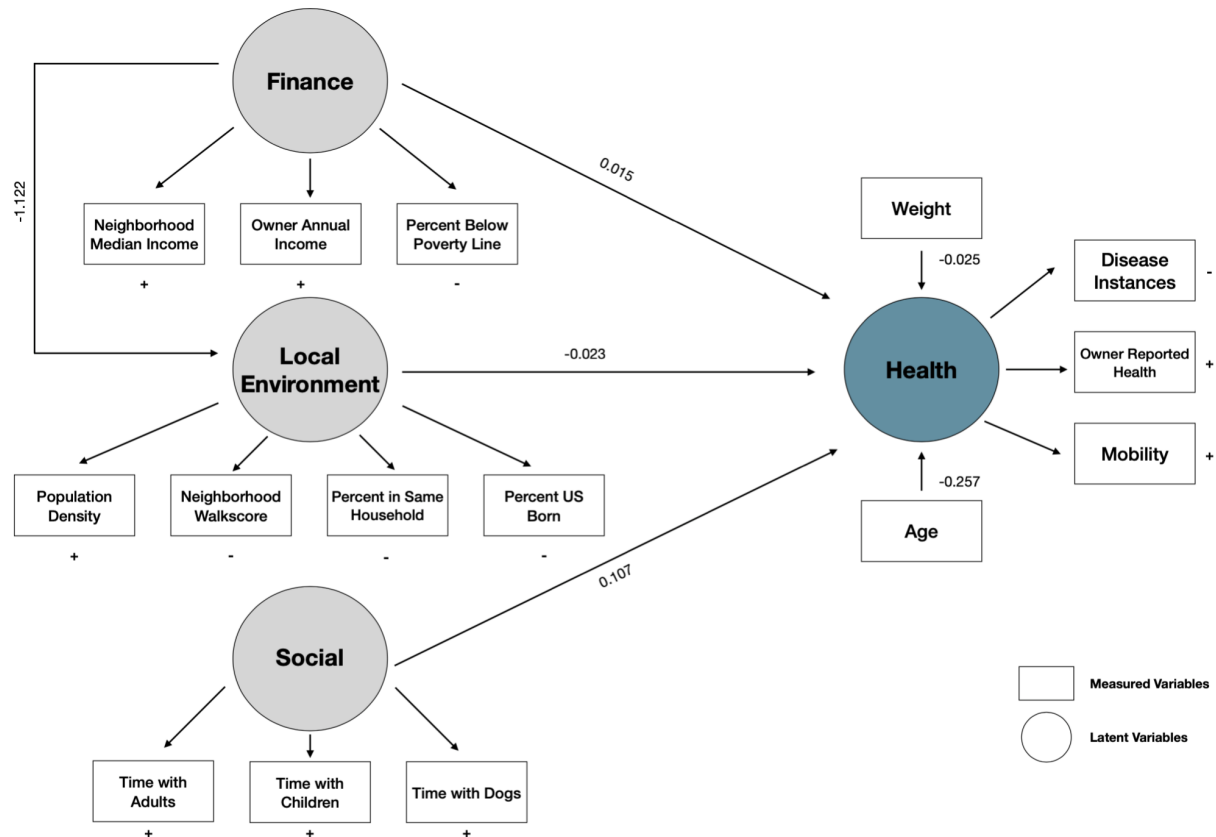 Finance
-1.122
0.015
Neighborhood
Median Income
+
Owner Annual
Income
+
Percent Below
Poverty Line
-
Weight
-0.025
Disease
Instances
-
Local
Environment
-0.023
Health
Owner Reported
Health
+
Mobility
+
-0.257
Age
Population
Density
+
Neighborhood
Walkscore
-
Percent in Same
Household
-
Percent US
Born
-
0.107
Social
Time with
Adults
+
Time with
Children
+
Time with Dogs
+
Measured Variables
Latent Variables